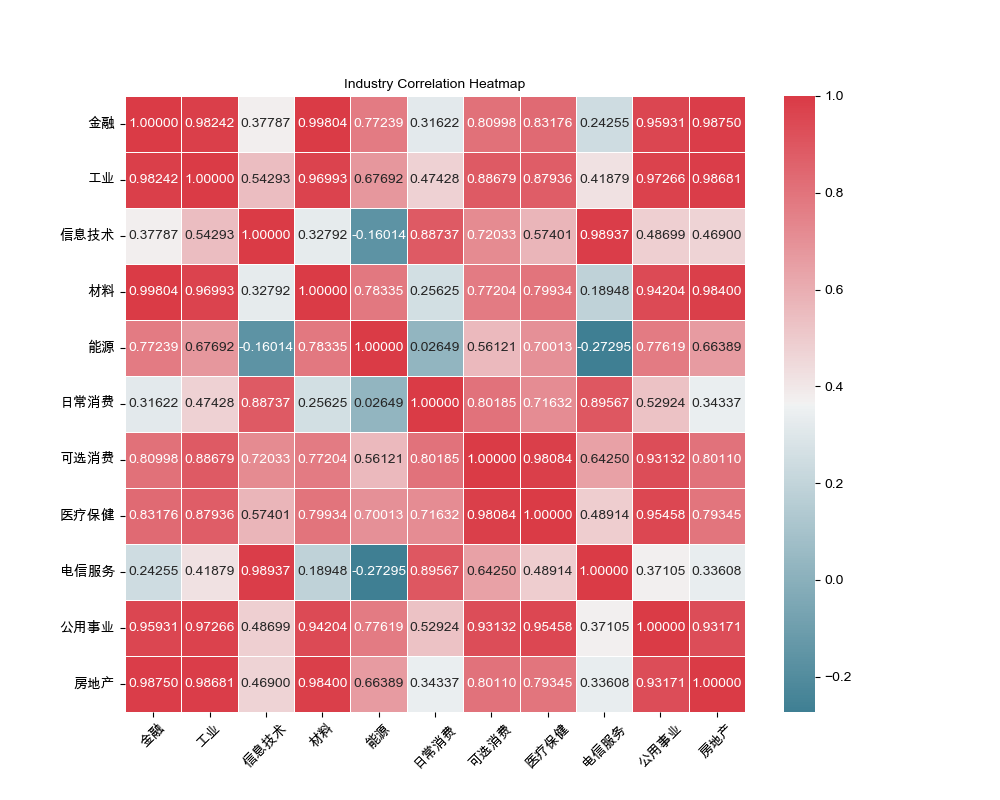 Industry Correlation Heatmap
金融 1.00000 0.98242 0.37787 0.99804 0.77239 0.31622 0.80998 0.83176 0.24255 0.95931 0.98750
工业 0.98242 1.00000 0.54293 0.96993 0.67692 0.47428 0.88679 0.87936 0.41879 0.97266 0.98681
信息技术 0.37787 0.54293 1.00000 0.32792 -0.16014 0.88737 0.72033 0.57401 0.98937 0.48699 0.46900
材料 0.99804 0.96993 0.32792 1.00000 0.78335 0.25625 0.77204 0.79934 0.18948 0.94204 0.98400
能源 0.77239 0.67692 -0.16014 0.78335 1.00000 0.02649 0.56121 0.70013 -0.27295 0.77619 0.66389
日常消费 0.31622 0.47428 0.88737 0.25625 0.02649 1.00000 0.80185 0.71632 0.89567 0.52924 0.34337
可选消费 0.80998 0.88679 0.72033 0.77204 0.56121 0.80185 1.00000 0.98084 0.64250 0.93132 0.80110
医疗保健 0.83176 0.87936 0.57401 0.79934 0.70013 0.71632 0.98084 1.00000 0.48914 0.95458 0.79345
电信服务 0.24255 0.41879 0.98937 0.18948 -0.27295 0.89567 0.64250 0.48914 1.00000 0.37105 0.33608
公用事业 0.95931 0.97266 0.48699 0.94204 0.77619 0.52924 0.93132 0.95458 0.37105 1.00000 0.93171
房地产 0.98750 0.98681 0.46900 0.98400 0.66389 0.34337 0.80110 0.79345 0.33608 0.93171 1.00000
金融 工业 信息技术 材料 能源 日常消费 可选消费 医疗保健 电信服务 公用事业 房地产
1.0
0.8
0.6
0.4
0.2
0.0
−0.2